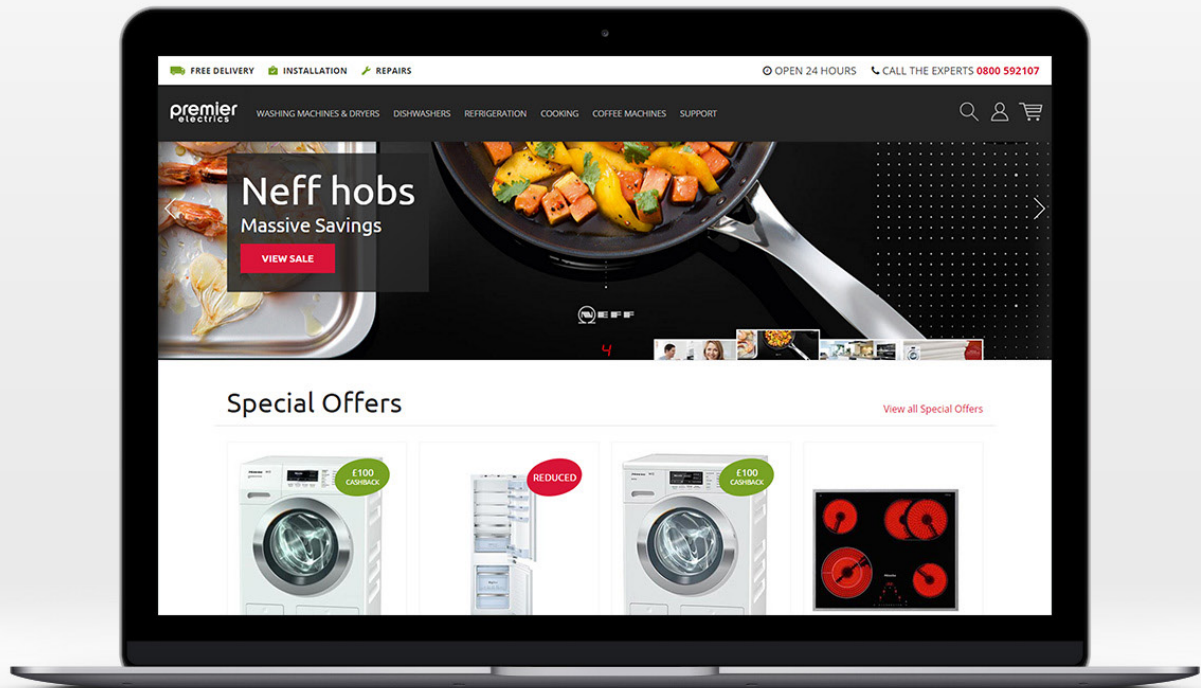 FREE DELIVERY INSTALLATION REPAIRS OPEN 24 HOURS CALL THE EXPERTS 0800 592107
premier
electrics
WASHING MACHINES & DRYERS DISHWASHERS REFRIGERATION COOKING COFFEE MACHINES SUPPORT
Neff hobs
Massive Savings
VIEW SALE
NEFF
4
Special Offers View all Special Offers
£100
CASHBACK
REDUCED
£100
CASHBACK